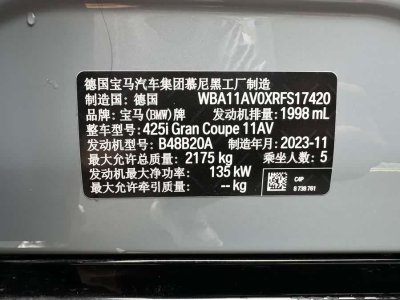 德国宝马汽车集团慕尼黑工厂制造
制造国：德国 WBA11AV0XRFS17420
品牌：宝马(BMW)牌 发动机排量：1998 mL
整车型号：425i Gran Coupe 11AV
发动机型号：B48B20A 制造年月：2023-11
最大允许总质量：2175 kg 乘坐人数：5
发动机最大净功率：135 kW
最大允许牵引质量：-- kg
C4P
8 736 761